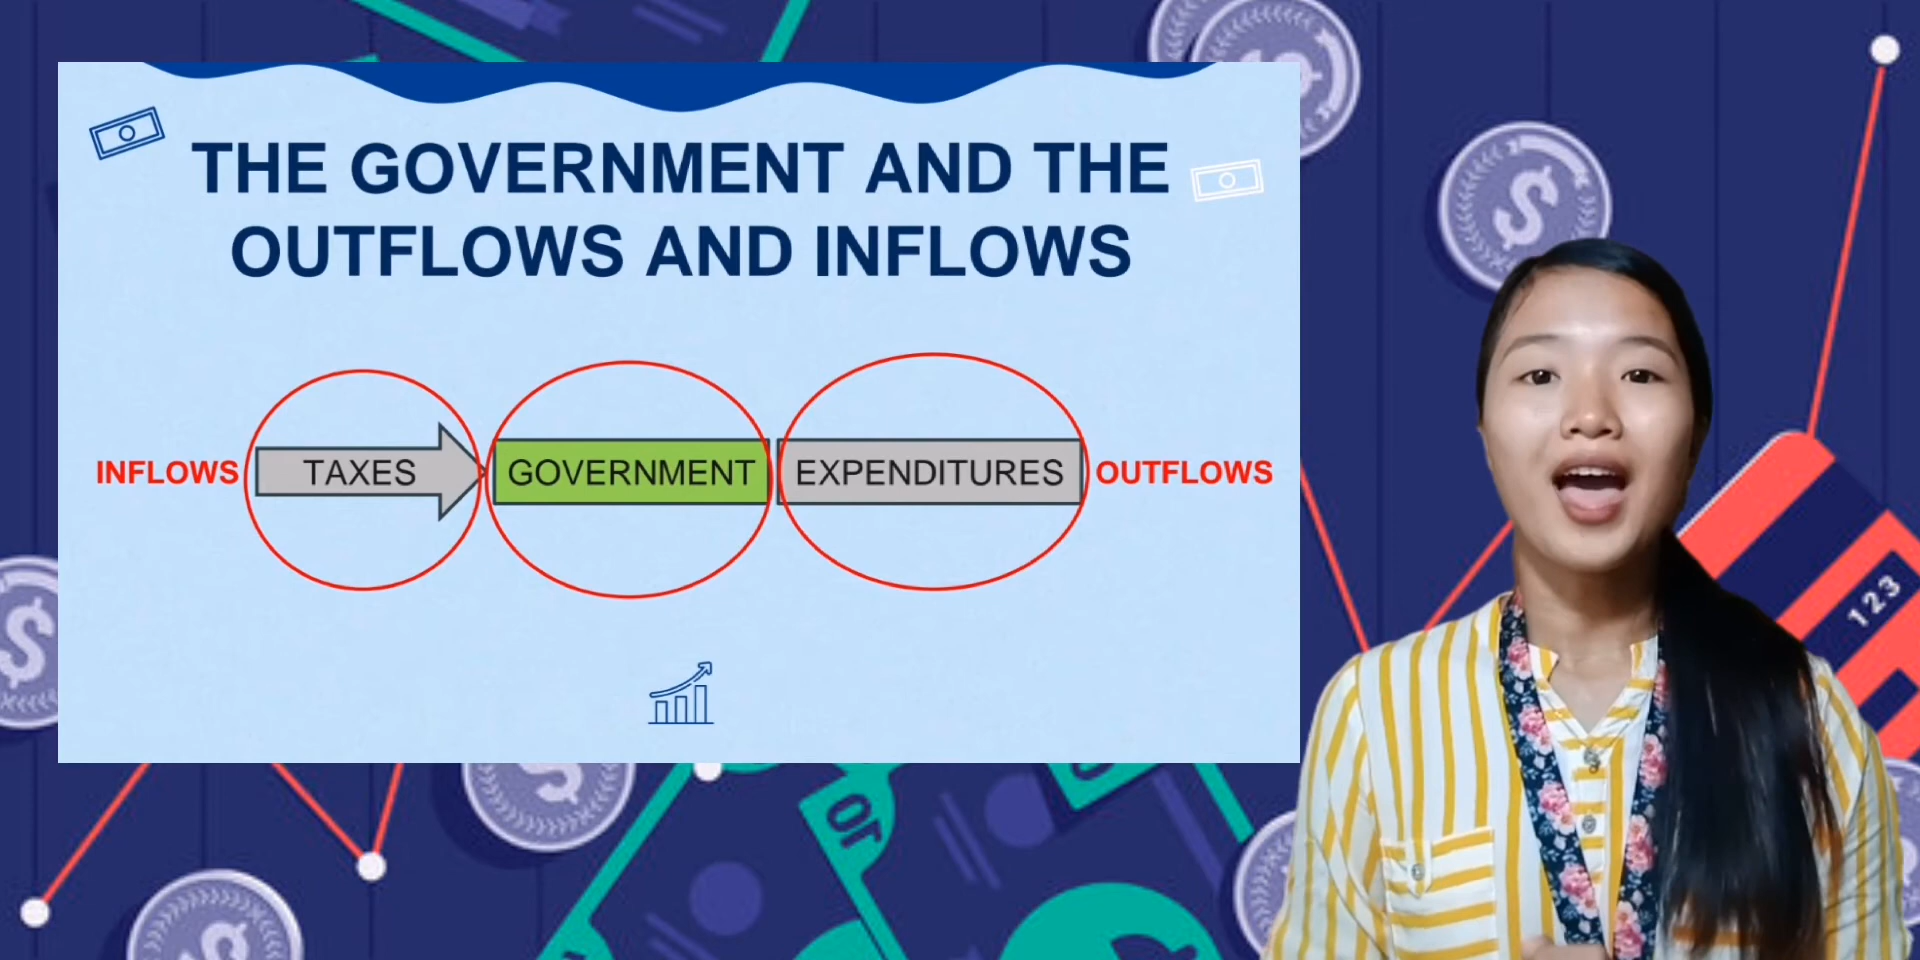 THE GOVERNMENT AND THE
OUTFLOWS AND INFLOWS
INFLOWS TAXES GOVERNMENT EXPENDITURES OUTFLOWS
123